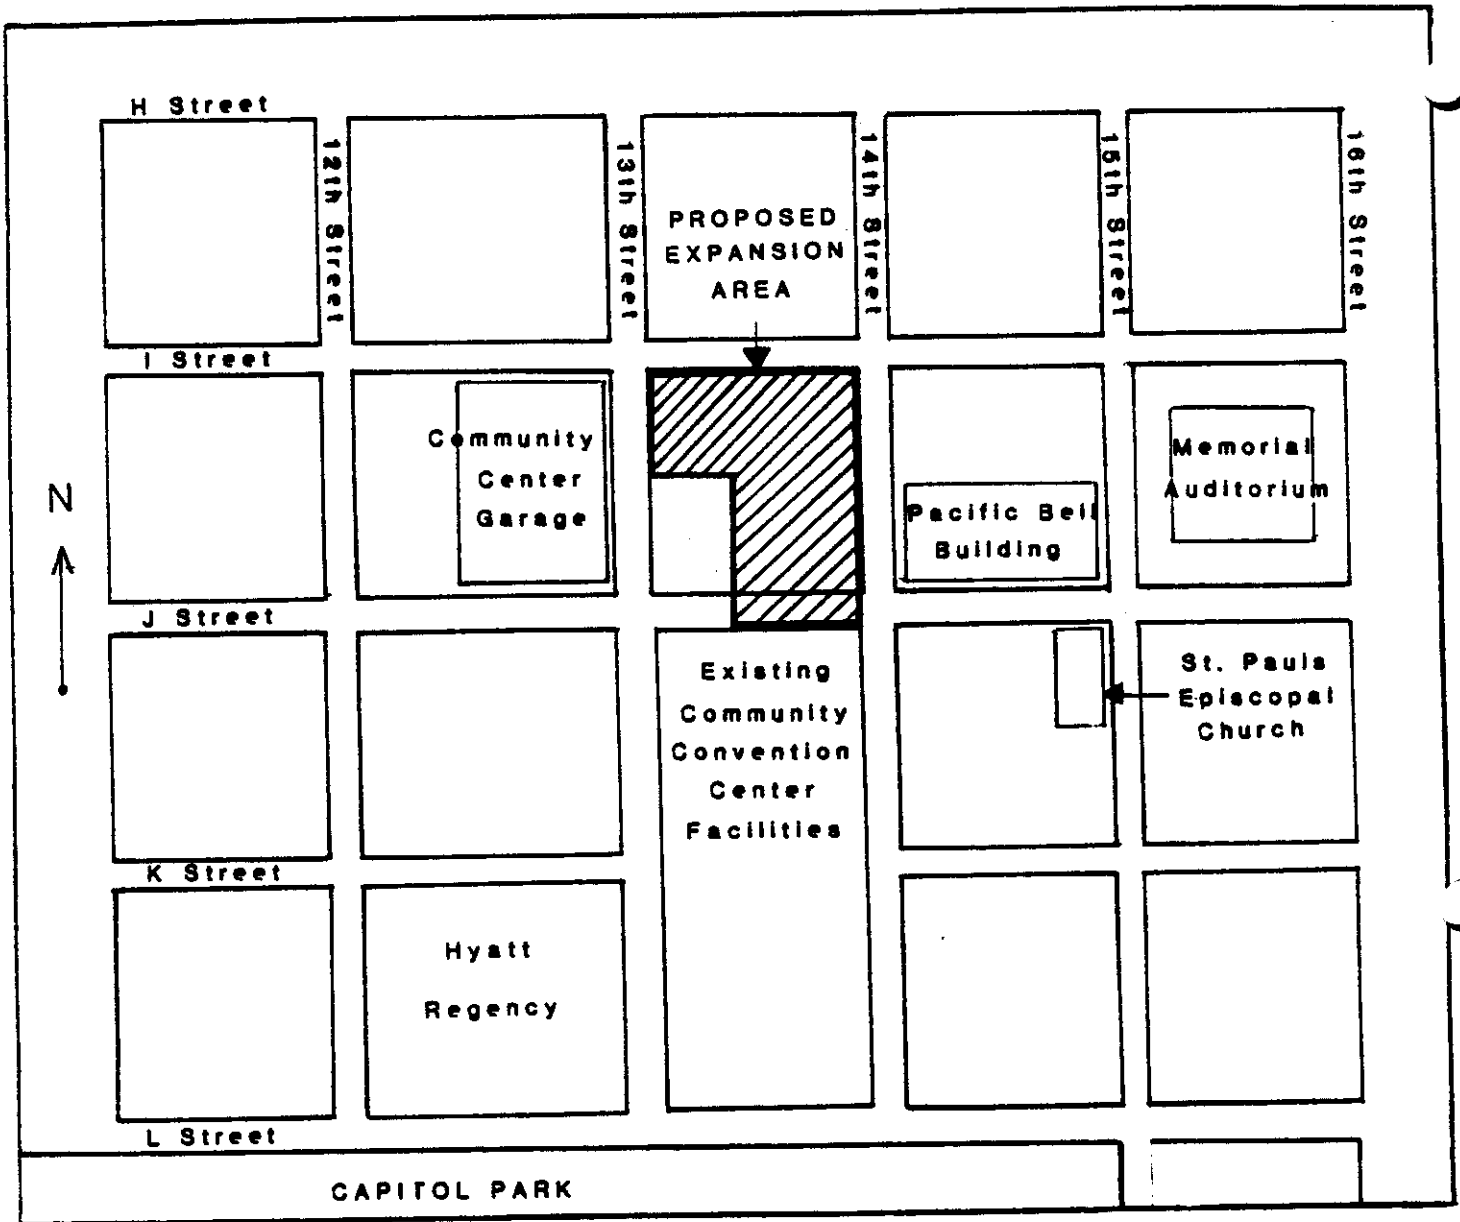 H Street
12th Street
13th Street
14th Street
15th Street
16th Street
PROPOSED
EXPANSION
AREA
I Street
Community
Center
Garage
Pacific Bell
Building
Memorial
Auditorium
N
J Street
Existing
Community
Convention
Center
Facilities
St. Pauls
Episcopal
Church
K Street
Hyatt
Regency
L Street
CAPITOL PARK